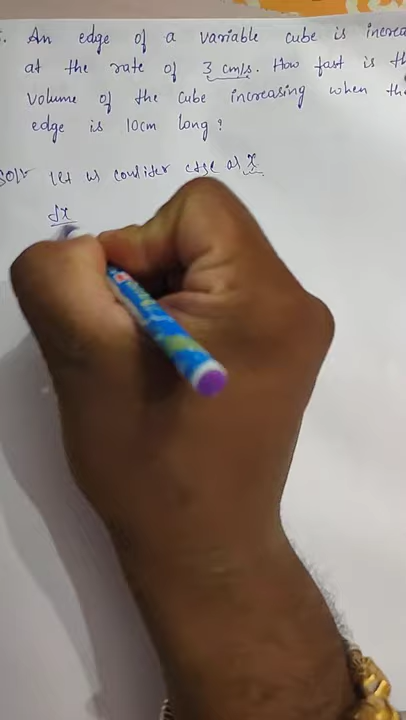 An edge of a variable cube is increa
at the rate of 3 cm/s. How fast is th
volume of the cube increasing when th
edge is 10cm long?
Sol:- Let us consider edge as x
dx